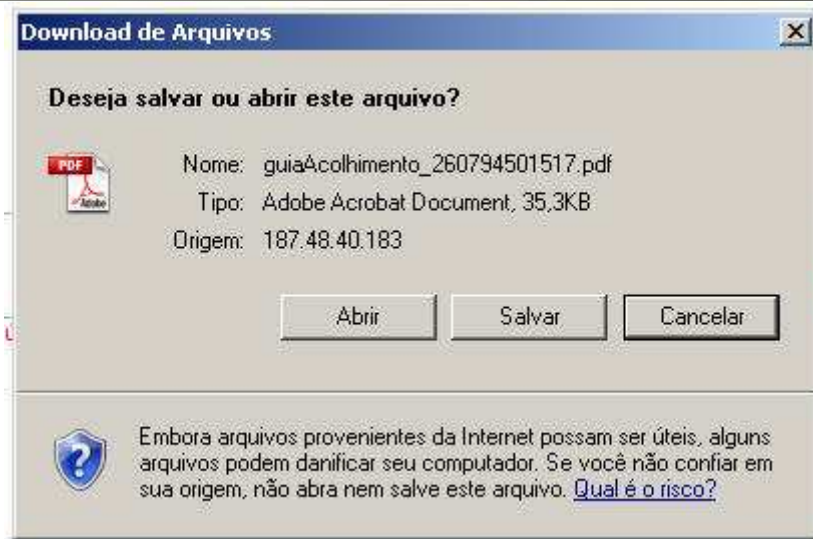 Download de Arquivos
Deseja salvar ou abrir este arquivo?
PDF
Adobe
Nome: guiaAcolhimento_260794501517.pdf
Tipo: Adobe Acrobat Document, 35,3KB
Origem: 187.48.40.183
Abrir Salvar Cancelar
Embora arquivos provenientes da Internet possam ser úteis, alguns
arquivos podem danificar seu computador. Se você não confiar em
sua origem, não abra nem salve este arquivo. Qual é o risco?